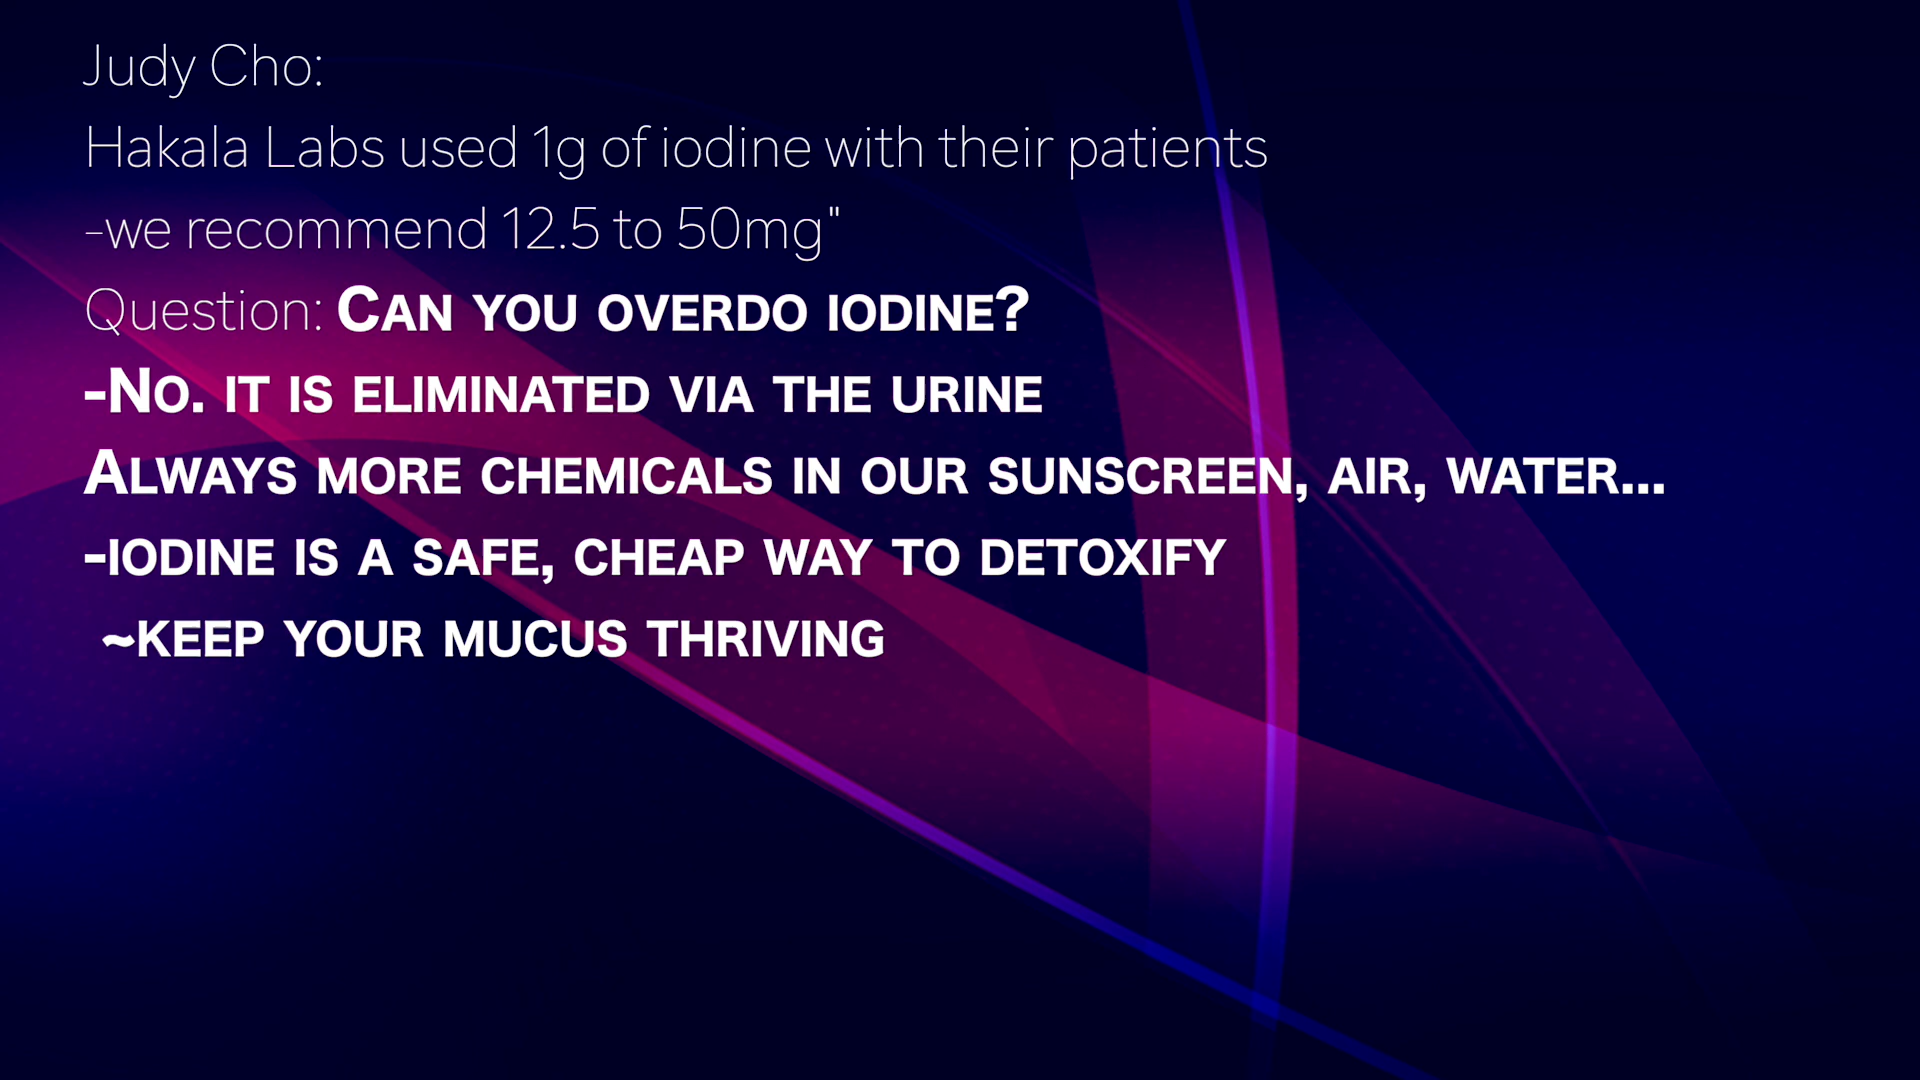 Judy Cho:
Hakala Labs used 1g of iodine with their patients
-we recommend 12.5 to 50mg"
Question: CAN YOU OVERDO IODINE?
-NO. IT IS ELIMINATED VIA THE URINE
ALWAYS MORE CHEMICALS IN OUR SUNSCREEN, AIR, WATER...
-IODINE IS A SAFE, CHEAP WAY TO DETOXIFY
~KEEP YOUR MUCUS THRIVING